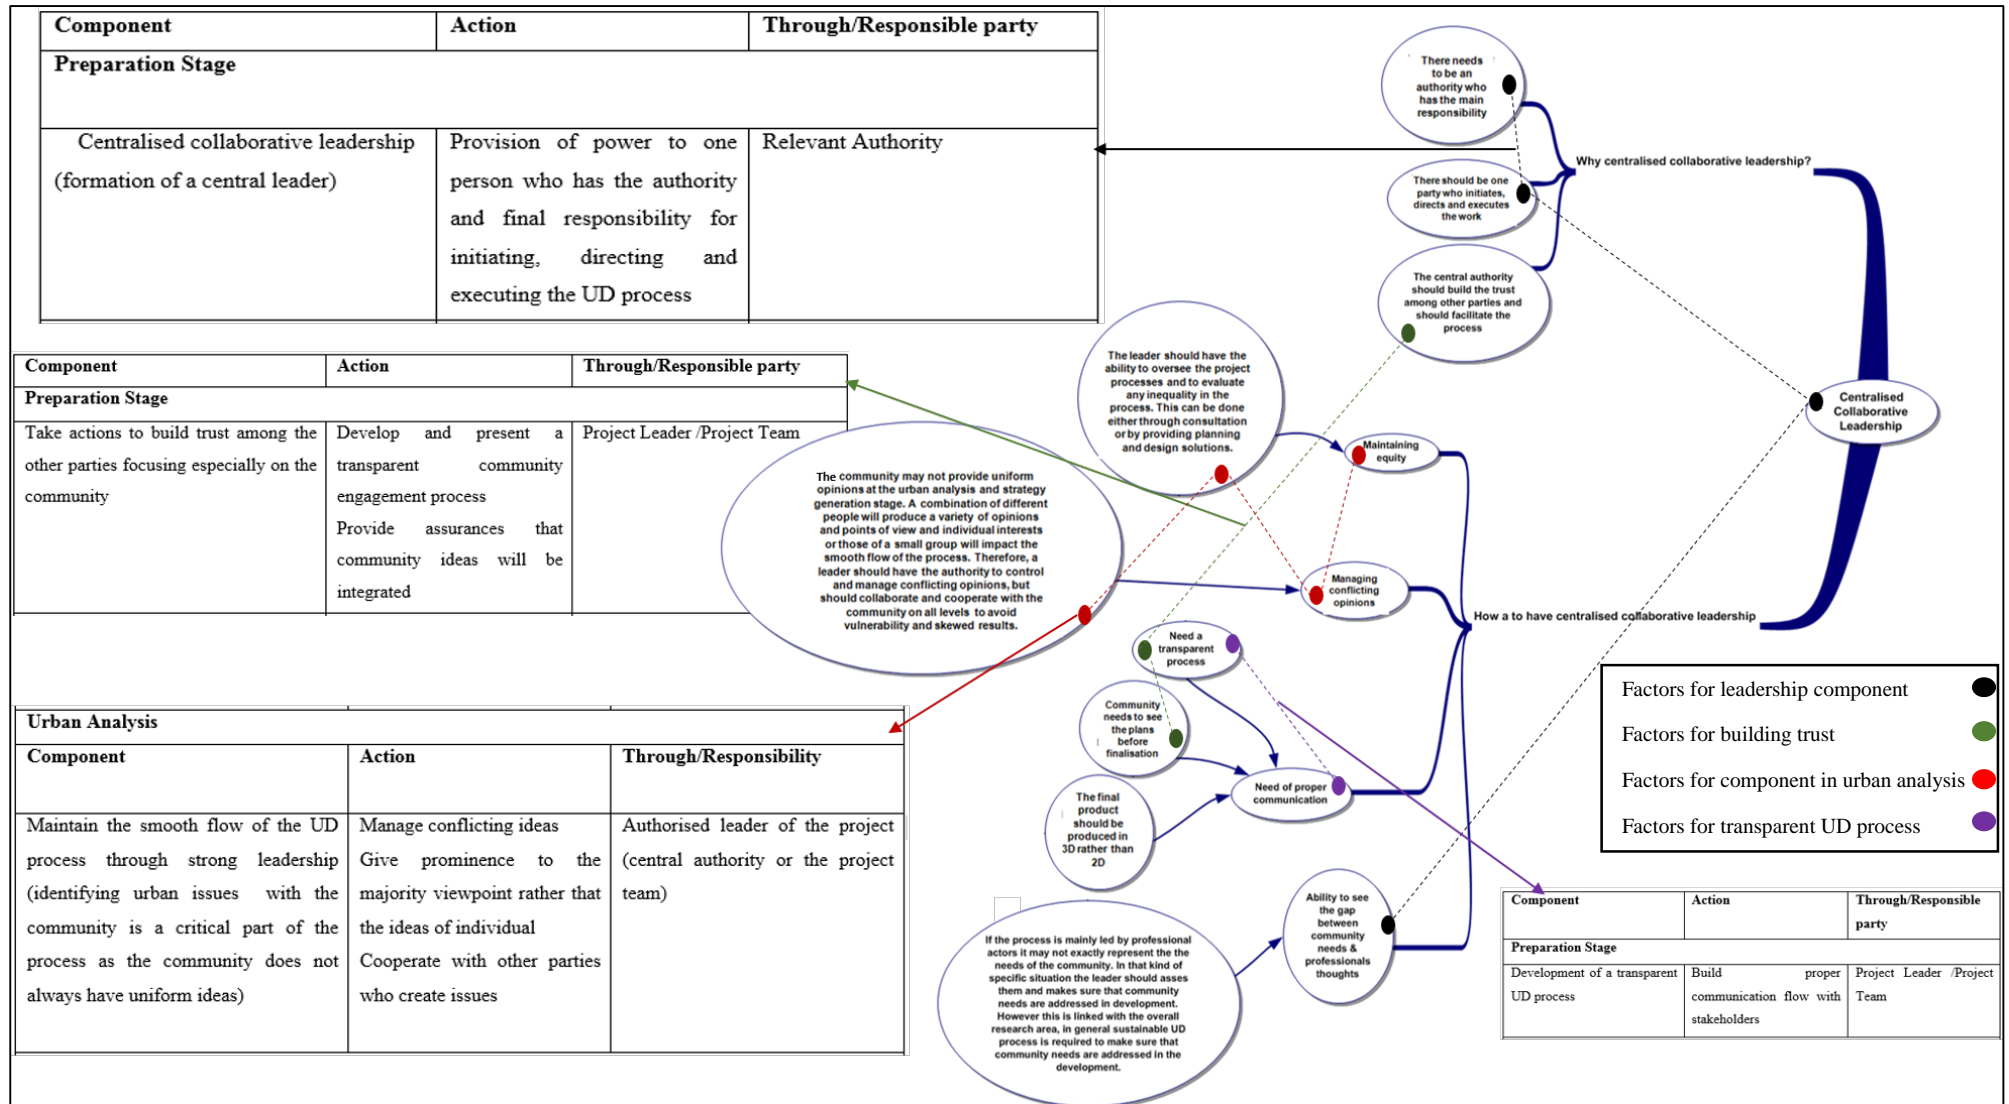 Component Action Through/Responsible party
Preparation Stage
Centralised collaborative leadership
(formation of a central leader)
Provision of power to one
person who has the authority
and final responsibility for
initiating, directing and
executing the UD process
Relevant Authority
Component Action Through/Responsible party
Preparation Stage
Take actions to build trust among the
other parties focusing especially on the
community
Develop and present a
transparent community
engagement process
Provide assurances that
community ideas will be
integrated
Project Leader /Project Team
Urban Analysis
Component Action Through/Responsibility
Maintain the smooth flow of the UD
process through strong leadership
(identifying urban issues with the
community is a critical part of the
process as the community does not
always have uniform ideas)
Manage conflicting ideas
Give prominence to the
majority viewpoint rather that
the ideas of individual
Cooperate with other parties
who create issues
Authorised leader of the project
(central authority or the project
team)
There needs
to be an
authority who
has the main
responsibility
There should be one
party who initiates,
directs and executes
the work
The central authority
should build the trust
among other parties and
should facilitate the
process
Why centralised collaborative leadership?
Centralised
Collaborative
Leadership
The leader should have the
ability to oversee the project
processes and to evaluate
any inequality in the
process. This can be done
either through consultation
or by providing planning
and design solutions.
Maintaining
equity
The community may not provide uniform
opinions at the urban analysis and strategy
generation stage. A combination of different
people will produce a variety of opinions
and points of view and individual interests
or those of a small group will impact the
smooth flow of the process. Therefore, a
leader should have the authority to control
and manage conflicting opinions, but
should collaborate and cooperate with the
community on all levels to avoid
vulnerability and skewed results.
Managing
conflicting
opinions
How a to have centralised collaborative leadership
Need a
transparent
process
Community
needs to see
the plans
before
finalisation
The final
product
should be
produced in
3D rather than
2D
Need of proper
communication
If the process is mainly led by professional
actors it may not exactly represent the the
needs of the community. In that kind of
specific situation the leader should asses
them and makes sure that community
needs are addressed in development.
However this is linked with the overall
research area, in general sustainable UD
process is required to make sure that
community needs are addressed in the
development.
Ability to see
the gap
between
community
needs &
professionals
thoughts
Factors for leadership component
Factors for building trust
Factors for component in urban analysis
Factors for transparent UD process
Component Action Through/Responsible
party
Preparation Stage
Development of a transparent
UD process
Build proper
communication flow with
stakeholders
Project Leader /Project
Team